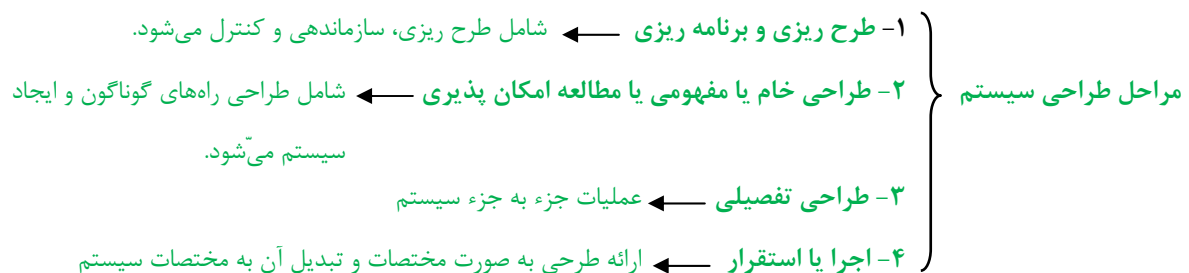 مراحل طراحی سیستم
۱- طرح ریزی و برنامه ریزی شامل طرح ریزی، سازماندهی و کنترل می‌شود.
۲- طراحی خام یا مفهومی یا مطالعه امکان پذیری شامل طراحی راه‌های گوناگون و ایجاد
سیستم میّ‌شود.
۳- طراحی تفصیلی عملیات جزء به جزء سیستم
۴- اجرا یا استقرار ارائه طرحی به صورت مختصات و تبدیل آن به مختصات سیستم